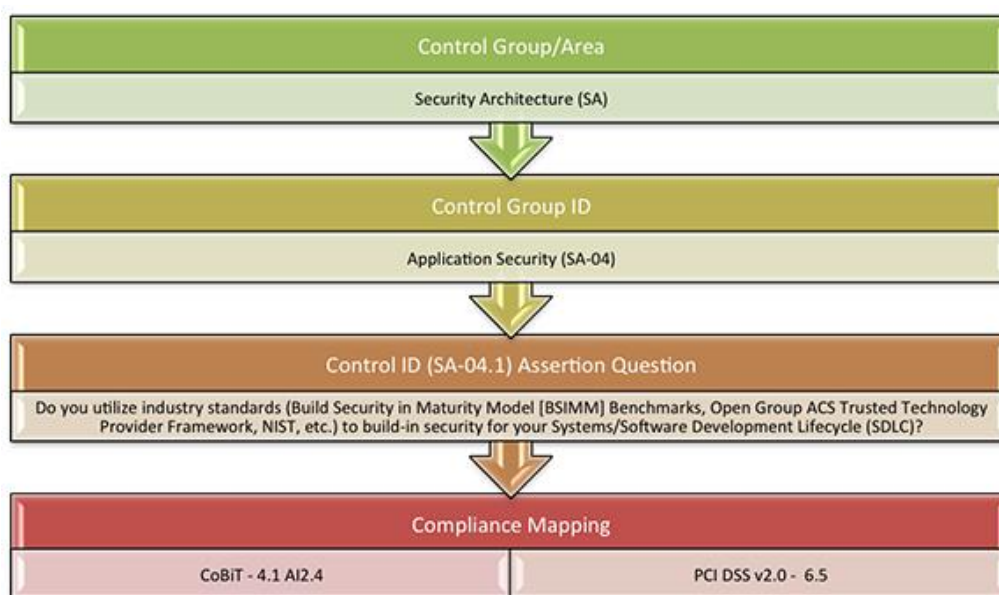 Control Group/Area
Security Architecture (SA)
Control Group ID
Application Security (SA-04)
Control ID (SA-04.1) Assertion Question
Do you utilize industry standards (Build Security in Maturity Model [BSIMM] Benchmarks, Open Group ACS Trusted Technology
Provider Framework, NIST, etc.) to build-in security for your Systems/Software Development Lifecycle (SDLC)?
Compliance Mapping
CoBiT - 4.1 AI2.4
PCI DSS v2.0 - 6.5